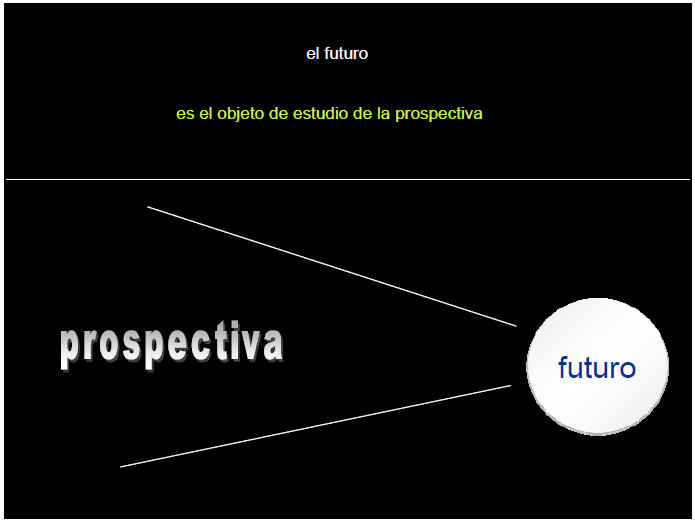 el futuro
es el objeto de estudio de la prospectiva
prospectiva
futuro